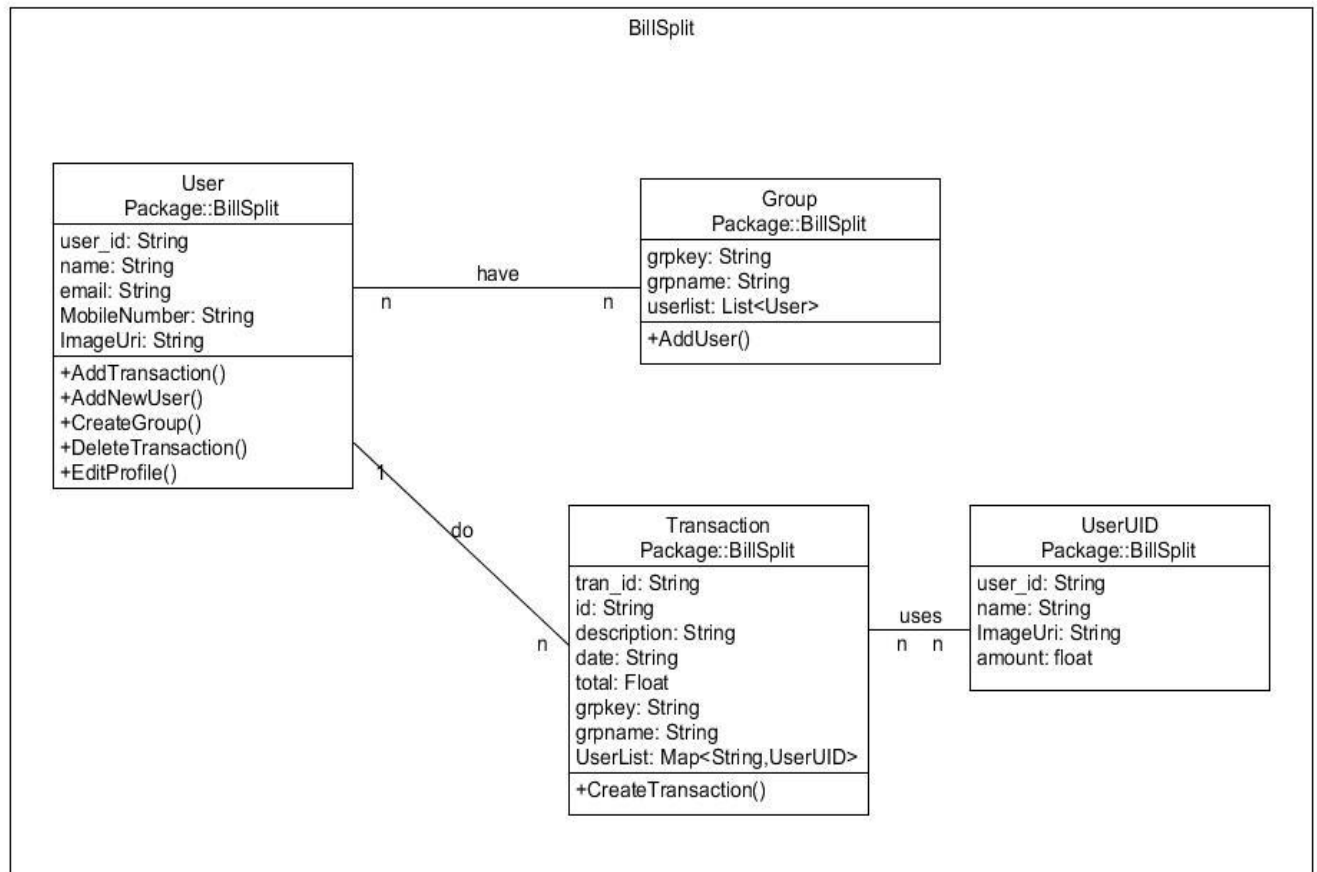 BillSplit
User
Package::BillSplit
user_id: String
name: String
email: String
MobileNumber: String
ImageUri: String
+AddTransaction()
+AddNewUser()
+CreateGroup()
+DeleteTransaction()
+EditProfile()
have
n
n
Group
Package::BillSplit
grpkey: String
grpname: String
userlist: List<User>
+AddUser()
1
do
n
Transaction
Package::BillSplit
tran_id: String
id: String
description: String
date: String
total: Float
grpkey: String
grpname: String
UserList: Map<String,UserUID>
+CreateTransaction()
uses
n n
UserUID
Package::BillSplit
user_id: String
name: String
ImageUri: String
amount: float